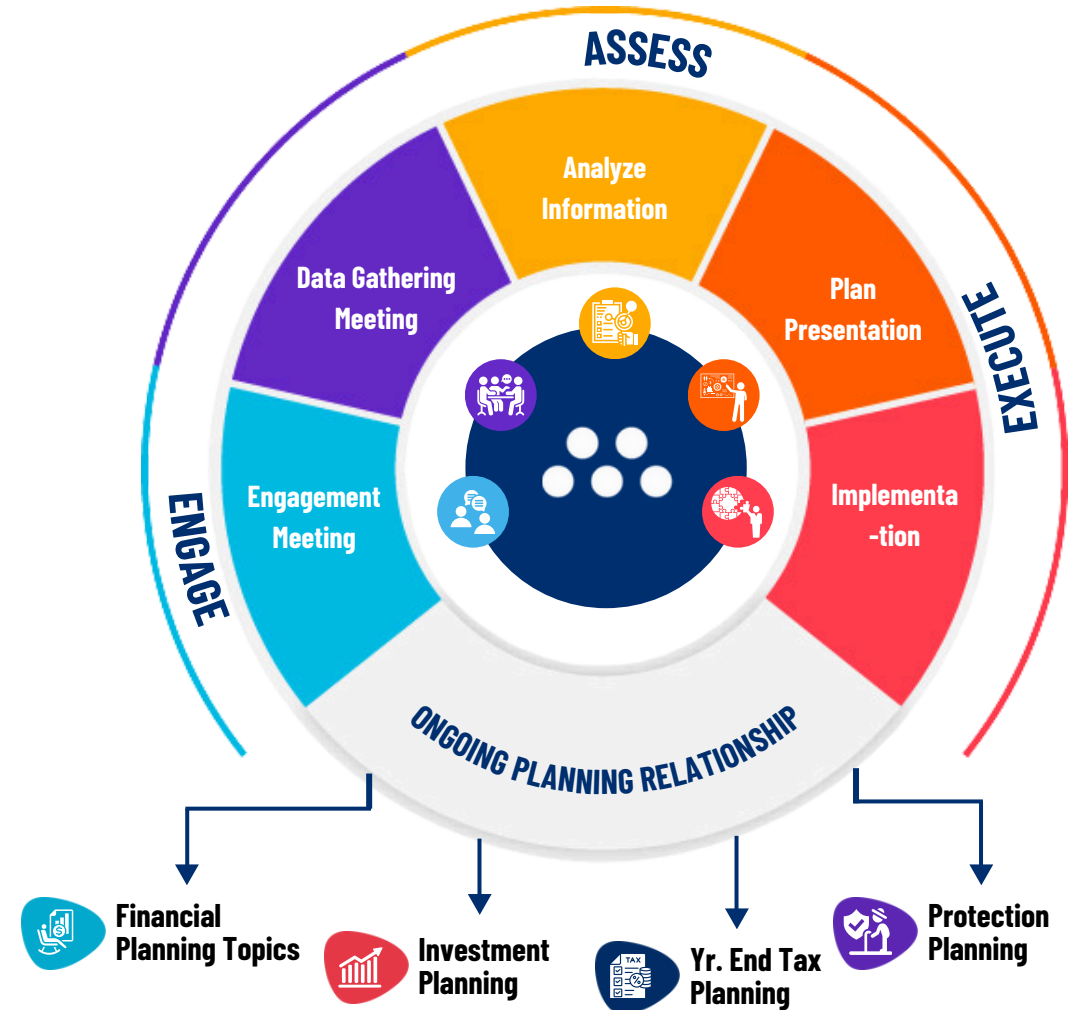 ASSESS
Analyze
Information
Data Gathering
Meeting
Plan
Presentation
EXECUTE
Engagement
Meeting
Implementa
-tion
ENGAGE
ONGOING PLANNING RELATIONSHIP
Financial
Planning Topics
Investment
Planning
TAX
Yr. End Tax
Planning
Protection
Planning